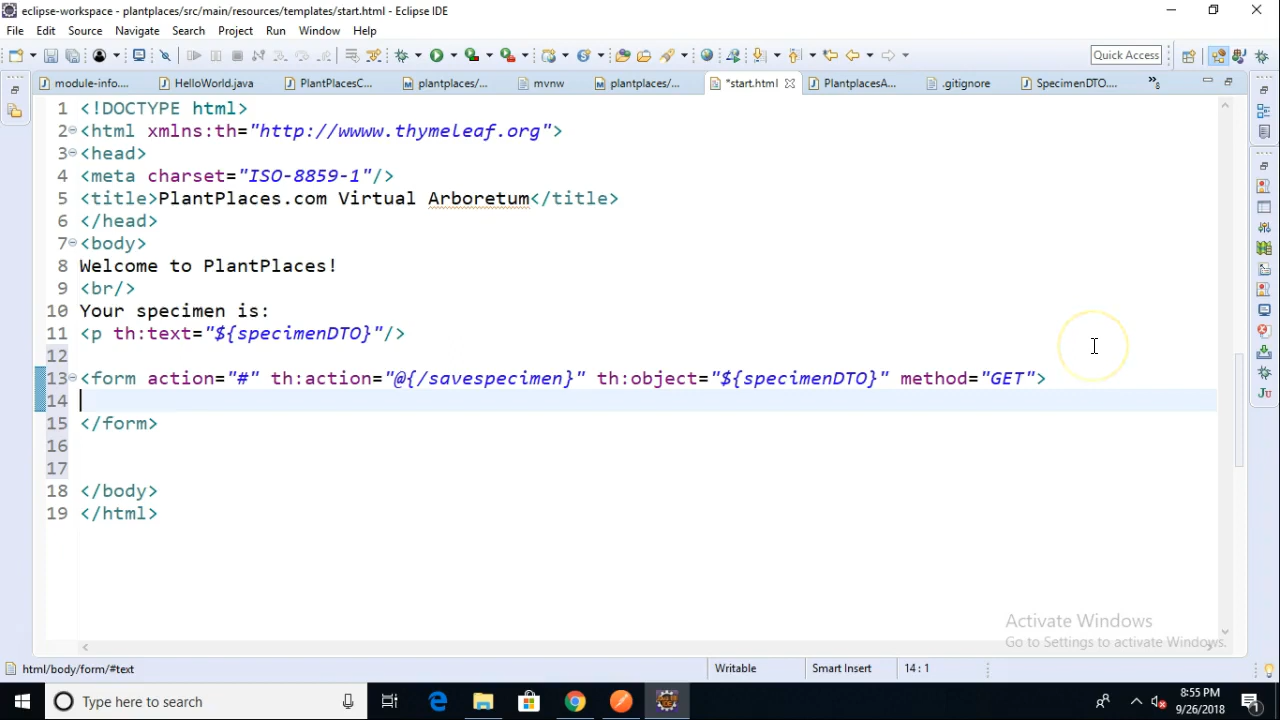 eclipse-workspace - plantplaces/src/main/resources/templates/start.html - Eclipse IDE
File Edit Source Navigate Search Project Run Window Help
Quick Access
module-info....
HelloWorld.java
PlantPlacesC...
plantplaces/...
mvnw
plantplaces/...
*start.html
PlantplacesA...
.gitignore
SpecimenDTO....
»8
1 <!DOCTYPE html>
2 <html xmlns:th="http://wwww.thymeleaf.org">
3 <head>
4 <meta charset="ISO-8859-1"/>
5 <title>PlantPlaces.com Virtual Arboretum</title>
6 </head>
7 <body>
8 Welcome to PlantPlaces!
9 <br/>
10 Your specimen is:
11 <p th:text="${specimenDTO}"/>
12
13 <form action="#" th:action="@{/savespecimen}" th:object="${specimenDTO}" method="GET">
14
15 </form>
16
17
18 </body>
19 </html>
Activate Windows
Go to Settings to activate Windows.
html/body/form/#text
Writable
Smart Insert
14 : 1
Type here to search
8:55 PM
9/26/2018
1